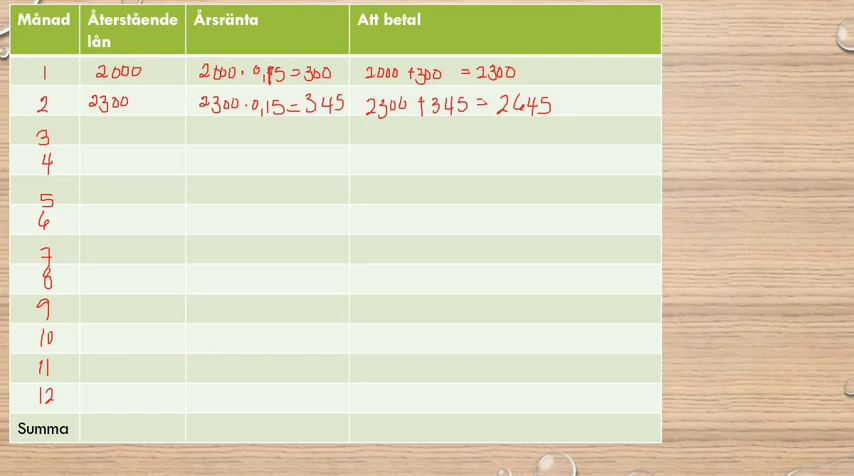 Månad Återstående lån Årsränta Att betal
1 2000 2000·0,15=300 2000+300 =2300
2 2300 2300·0,15=345 2300+345=2645
3
4
5
6
7
8
9
10
11
12
Summa